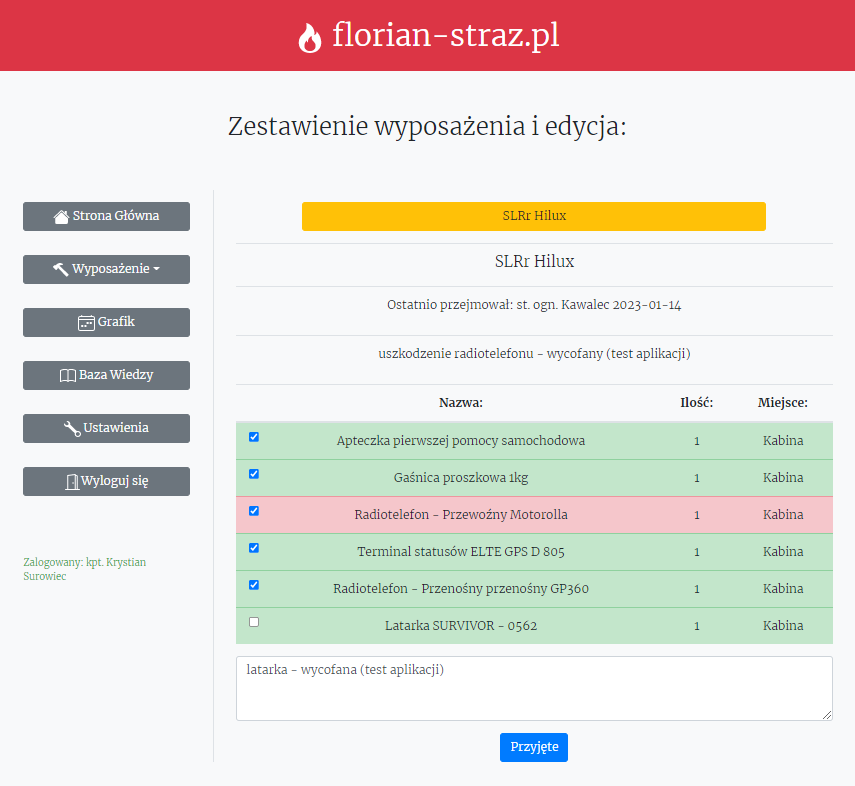 florian-straz.pl
Zestawienie wyposażenia i edycja:
Strona Główna
Wyposażenie
Grafik
Baza Wiedzy
Ustawienia
Wyloguj się
Zalogowany: kpt. Krystian
Surowiec
SLRr Hilux
SLRr Hilux
Ostatnio przejmował: st. ogn. Kawalec 2023-01-14
uszkodzenie radiotelefonu - wycofany (test aplikacji)
Nazwa: Ilość: Miejsce:
Apteczka pierwszej pomocy samochodowa 1 Kabina
Gaśnica proszkowa 1kg 1 Kabina
Radiotelefon - Przewoźny Motorolla 1 Kabina
Terminal statusów ELTE GPS D 805 1 Kabina
Radiotelefon - Przenośny przenośny GP360 1 Kabina
Latarka SURVIVOR - 0562 1 Kabina
latarka - wycofana (test aplikacji)
Przyjęte